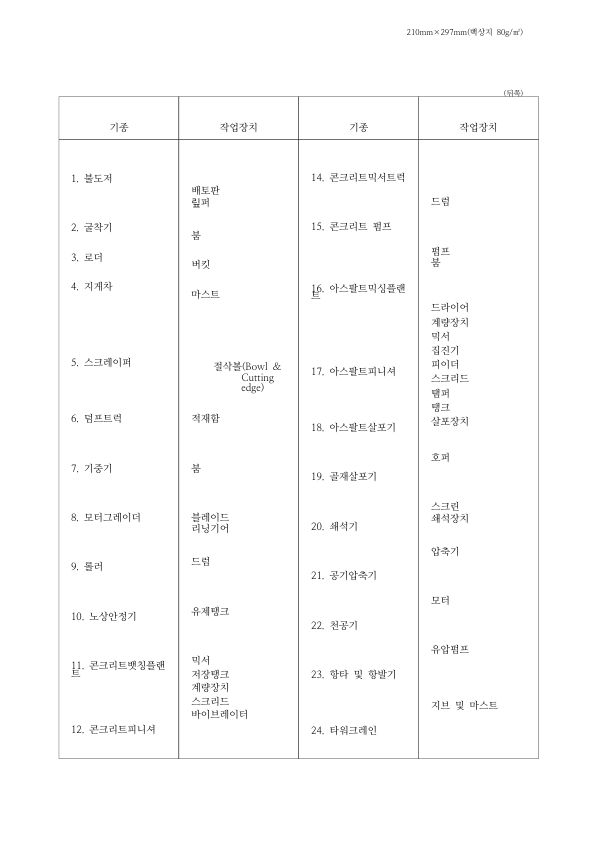 210mm×297mm(백상지 80g/㎡)
(뒤쪽)
기종
작업장치
기종
작업장치
1. 불도저
2. 굴착기
3. 로더
4. 지게차
5. 스크레이퍼
6. 덤프트럭
7. 기중기
8. 모터그레이더
9. 롤러
10. 노상안정기
11. 콘크리트뱃칭플랜
트
12. 콘크리트피니셔
배토판
맆퍼
붐
버킷
마스트
절삭볼(Bowl &
Cutting
edge)
적재함
붐
블레이드
리닝기어
드럼
유제탱크
믹서
저장탱크
계량장치
스크리드
바이브레이터
14. 콘크리트믹서트럭
15. 콘크리트 펌프
16. 아스팔트믹싱플랜
트
17. 아스팔트피니셔
18. 아스팔트살포기
19. 골재살포기
20. 쇄석기
21. 공기압축기
22. 천공기
23. 항타 및 항발기
24. 타워크레인
드럼
펌프
붐
드라이어
계량장치
믹서
집진기
피이더
스크리드
탬퍼
탱크
살포장치
호퍼
스크린
쇄석장치
압축기
모터
유압펌프
지브 및 마스트